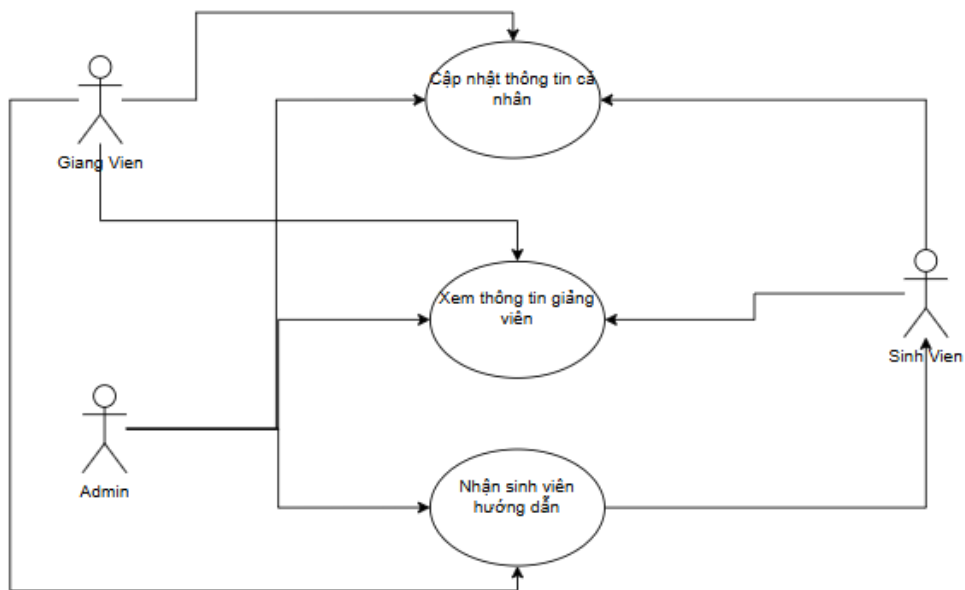 Cập nhật thông tin cá
nhân
Giang Vien
Xem thông tin giảng
viên
Sinh Vien
Admin
Nhận sinh viên
hướng dẫn